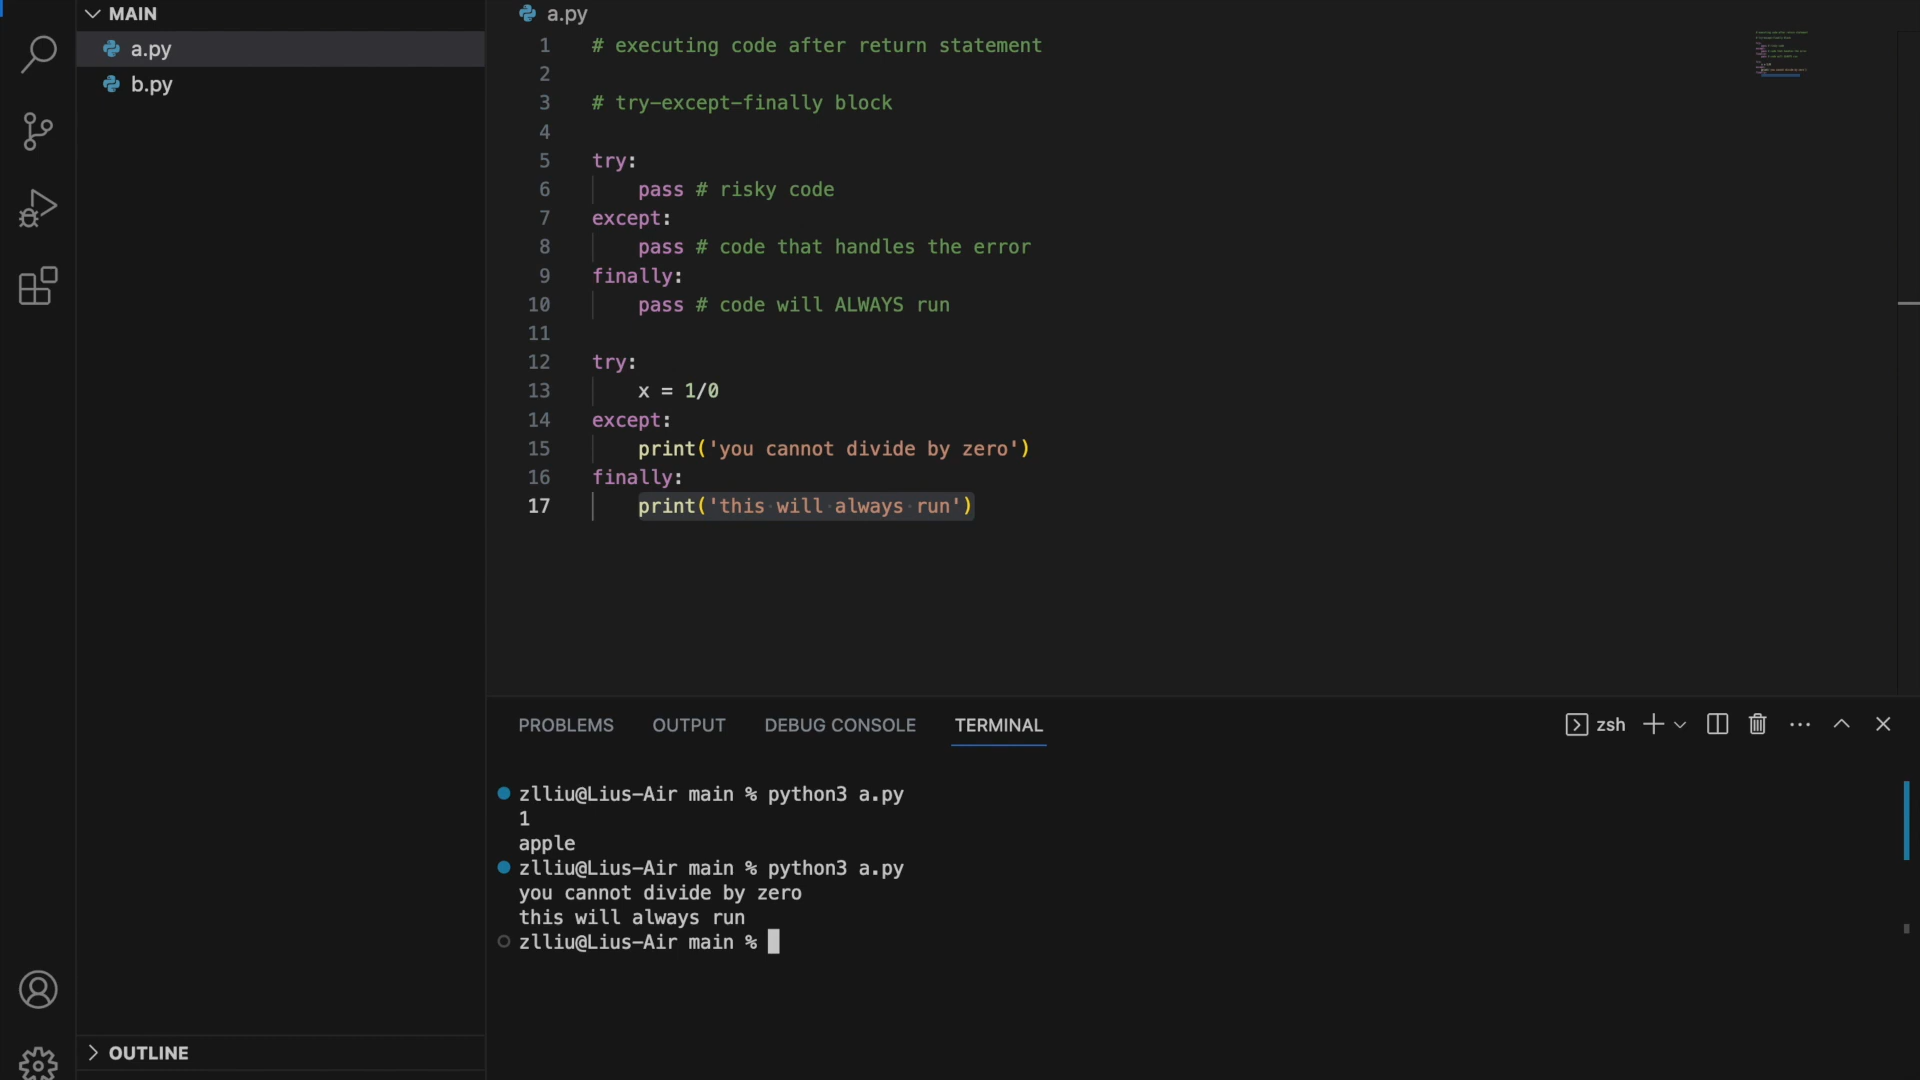 MAIN
a.py
b.py
OUTLINE
a.py
1 # executing code after return statement
2
3 # try-except-finally block
4
5 try:
6 pass # risky code
7 except:
8 pass # code that handles the error
9 finally:
10 pass # code will ALWAYS run
11
12 try:
13 x = 1/0
14 except:
15 print('you cannot divide by zero')
16 finally:
17 print('this will always run')
PROBLEMS OUTPUT DEBUG CONSOLE TERMINAL zsh
zlliu@Lius-Air main % python3 a.py
1
apple
zlliu@Lius-Air main % python3 a.py
you cannot divide by zero
this will always run
zlliu@Lius-Air main %